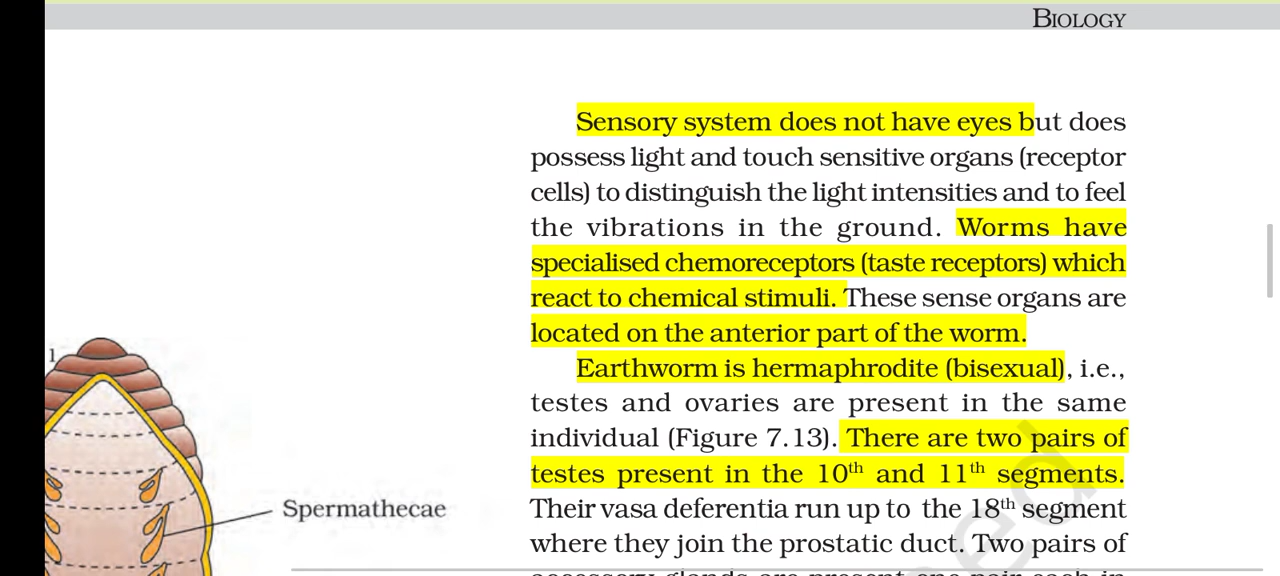 BIOLOGY
Sensory system does not have eyes but does
possess light and touch sensitive organs (receptor
cells) to distinguish the light intensities and to feel
the vibrations in the ground. Worms have
specialised chemoreceptors (taste receptors) which
react to chemical stimuli. These sense organs are
located on the anterior part of the worm.
Earthworm is hermaphrodite (bisexual), i.e.,
testes and ovaries are present in the same
individual (Figure 7.13). There are two pairs of
testes present in the 10th and 11th segments.
Their vasa deferentia run up to the 18th segment
where they join the prostatic duct. Two pairs of
1
Spermathecae